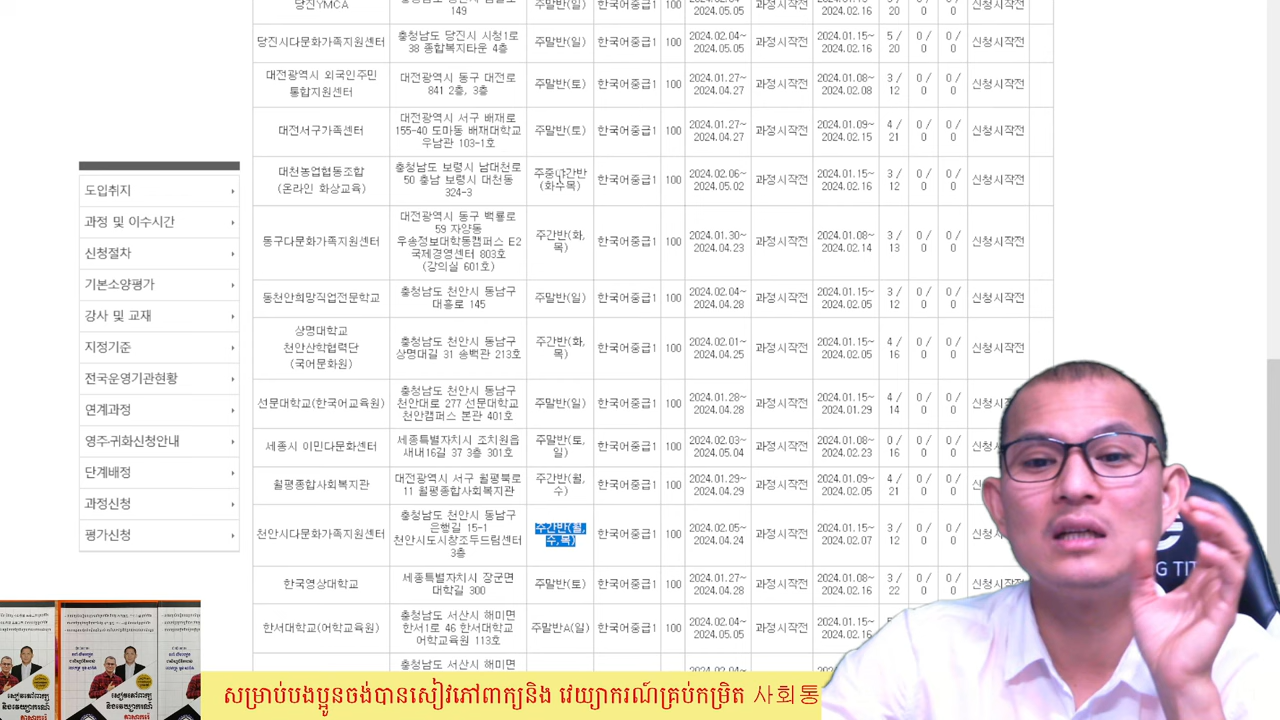 당진YMCA 149 2024.05.05 주말반(일) 한국어중급1 100 과정시작전 2024.02.16 20 0 0 신청시작전
당진시다문화가족지원센터 충청남도 당진시 시청1로 38 종합복지타운 4층 주말반(일) 한국어중급1 100 2024.02.04~ 2024.05.05 과정시작전 2024.01.15~ 2024.02.16 5 / 20 0 / 0 0 / 0 신청시작전
대전광역시 외국인주민 통합지원센터 대전광역시 동구 대전로 841 2층, 3층 주말반(토) 한국어중급1 100 2024.01.27~ 2024.04.27 과정시작전 2024.01.08~ 2024.02.08 3 / 12 0 / 0 0 / 0 신청시작전
대전서구가족센터 대전광역시 서구 배재로 155-40 도마동 배재대학교 우남관 103-1호 주말반(토) 한국어중급1 100 2024.01.27~ 2024.04.27 과정시작전 2024.01.09~ 2024.02.15 4 / 21 0 / 0 0 / 0 신청시작전
대천농업협동조합 (온라인 화상교육) 충청남도 보령시 남대천로 50 충남 보령시 대천동 324-3 주중야간반 (화수목) 한국어중급1 100 2024.02.06~ 2024.05.02 과정시작전 2024.01.15~ 2024.02.16 3 / 12 0 / 0 0 / 0 신청시작전
동구다문화가족지원센터 대전광역시 동구 백룡로 59 자양동 우송정보대학동캠퍼스 E2 국제경영센터 803호 (강의실 601호) 주간반(화, 목) 한국어중급1 100 2024.01.30~ 2024.04.23 과정시작전 2024.01.08~ 2024.02.14 3 / 13 0 / 0 0 / 0 신청시작전
동천안희망직업전문학교 충청남도 천안시 동남구 대흥로 145 주말반(일) 한국어중급1 100 2024.02.04~ 2024.04.28 과정시작전 2024.01.15~ 2024.02.05 3 / 12 0 / 0 0 / 0 신청시작전
상명대학교 천안산학협력단 (국어문화원) 충청남도 천안시 동남구 상명대길 31 송백관 213호 주간반(화, 목) 한국어중급1 100 2024.02.01~ 2024.04.25 과정시작전 2024.01.15~ 2024.02.05 4 / 16 0 / 0 0 / 0 신청시작전
선문대학교(한국어교육원) 충청남도 천안시 동남구 천안대로 277 선문대학교 천안캠퍼스 본관 401호 주말반(일) 한국어중급1 100 2024.01.28~ 2024.04.28 과정시작전 2024.01.15~ 2024.01.29 4 / 14 0 / 0 0 / 0
세종시 이민다문화센터 세종특별자치시 조치원읍 새내16길 37 3층 301호 주말반(토, 일) 한국어중급1 100 2024.02.03~ 2024.05.04 과정시작전 2024.01.08~ 2024.02.23 0 / 16 0 / 0 0 / 0
월평종합사회복지관 대전광역시 서구 월평북로 11 월평종합사회복지관 주간반(월, 수) 한국어중급1 100 2024.01.29~ 2024.04.29 과정시작전 2024.01.09~ 2024.02.05 4 / 21 0 / 0 0 / 0
천안시다문화가족지원센터 충청남도 천안시 동남구 은행길 15-1 천안시도시창조두드림센터 3층 주간반(월, 수,목) 한국어중급1 100 2024.02.05~ 2024.04.24 과정시작전 2024.01.15~ 2024.02.07 3 / 12 0 / 0 0 / 0
한국영상대학교 세종특별자치시 장군면 대학길 300 주말반(토) 한국어중급1 100 2024.01.27~ 2024.04.28 과정시작전 2024.01.08~ 2024.02.16 3 / 22 0 / 0 0 / 0
한서대학교(어학교육원) 충청남도 서산시 해미면 한서1로 46 한서대학교 어학교육원 113호 주말반A(일) 한국어중급1 100 2024.02.04~ 2024.05.05 과정시작전 2024.01.15~ 2024.02.16
충청남도 서산시 해미면
도입취지
과정 및 이수시간
신청절차
기본소양평가
강사 및 교재
지정기준
전국운영기관현황
연계과정
영주·귀화신청안내
단계배정
과정신청
평가신청
សម្រាប់បងប្អូនចង់បានសៀវភៅពាក្យនិង វេយ្យាករណ៍គ្រប់កម្រិត 사회통